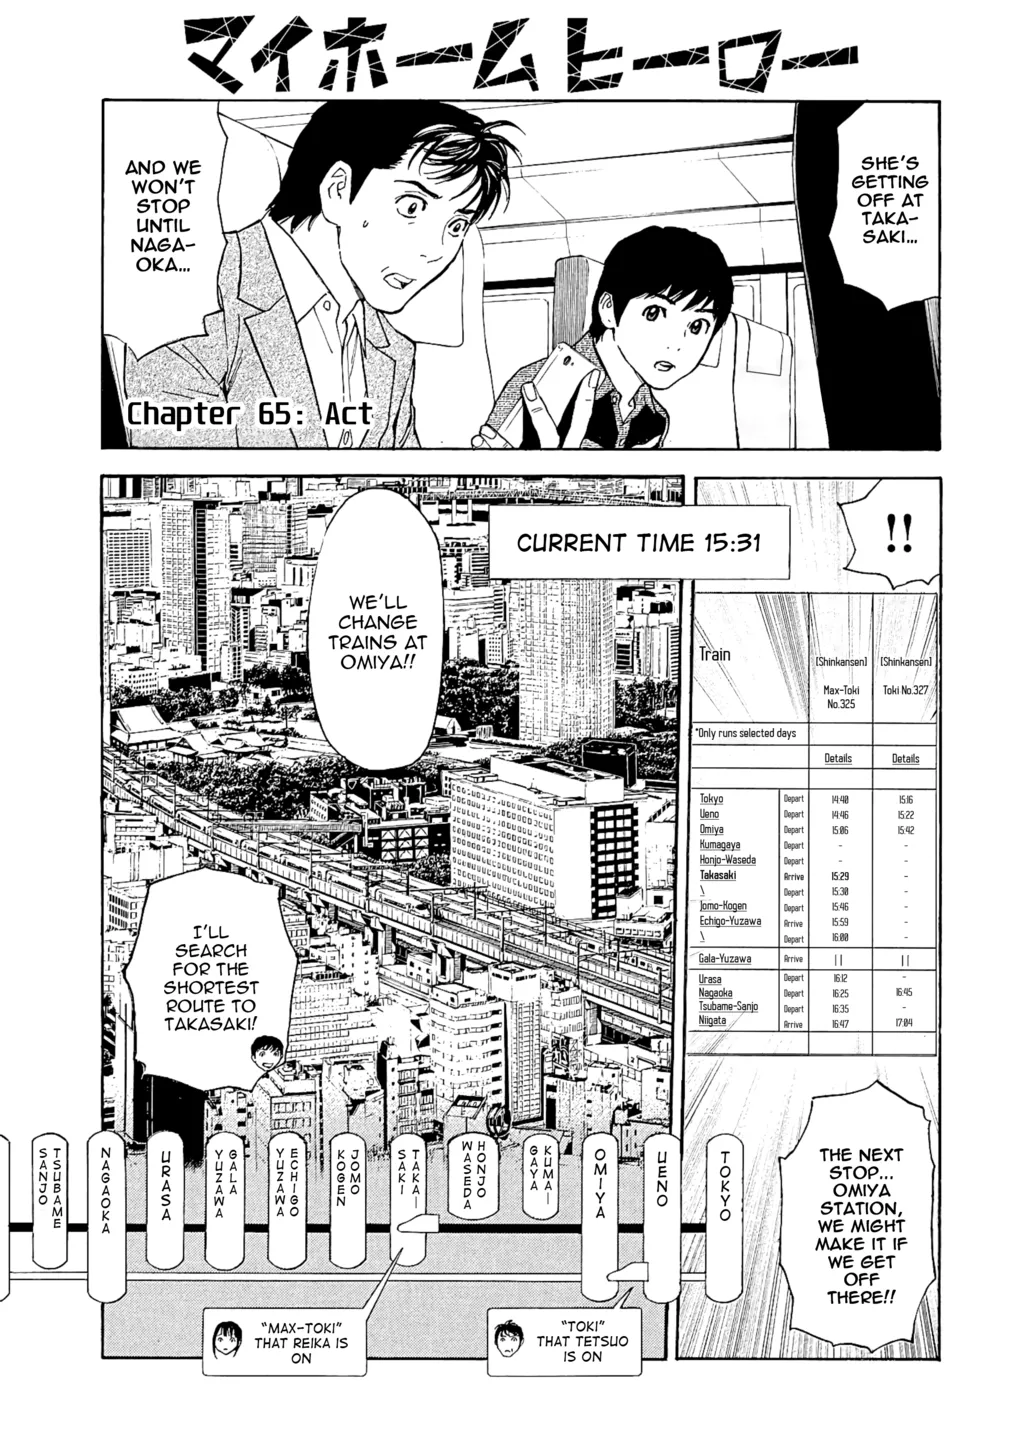 マイホームヒーロー
SHE'S
GETTING
OFF AT
TAKA-
SAKI...
AND WE
WON'T
STOP
UNTIL
NAGA-
OKA...
Chapter 65: Act
!!
CURRENT TIME 15:31
Train
[Shinkansen] [Shinkansen]
Max-Toki Toki No.327
No.325
*Only runs selected days
Details Details
Tokyo Depart 14:40 15:16
Ueno Depart 14:46 15:22
Omiya Depart 15:06 15:42
Kumagaya Depart - -
Honjo-Waseda Depart - -
Takasaki Arrive 15:29 -
\ Depart 15:30 -
Jomo-Kogen Depart 15:46 -
Echigo-Yuzawa Arrive 15:59 -
\ Depart 16:00 -
Gala-Yuzawa Arrive || ||
Urasa Depart 16:12 -
Nagaoka Depart 16:25 16:45
Tsubame-Sanjo Depart 16:35
Niigata Arrive 16:47 17:04
THE NEXT
STOP...
OMIYA
STATION,
WE MIGHT
MAKE IT IF
WE GET
OFF
THERE!!
WE'LL
CHANGE
TRAINS AT
OMIYA!!
I'LL
SEARCH
FOR THE
SHORTEST
ROUTE TO
TAKASAKI!
TSUBAME
SANJO
NAGAOKA
URASA
GALA
YUZAWA
ECHIGO
YUZAWA
JOMO
KOGEN
TAKA-
SAKI
HONJO
WASEDA
KUMA-
GAYA
OMIYA
UENO
TOKYO
"MAX-TOKI"
THAT REIKA IS
ON
"TOKI"
THAT TETSUO
IS ON